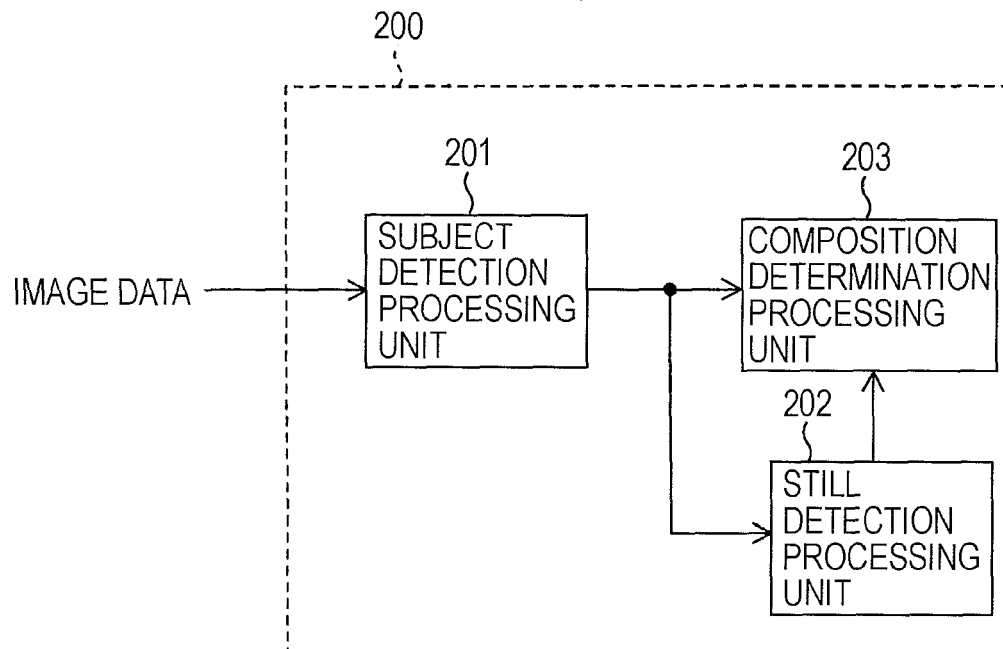 200
201
SUBJECT
DETECTION
PROCESSING
UNIT
203
COMPOSITION
DETERMINATION
PROCESSING
UNIT
IMAGE DATA
202
STILL
DETECTION
PROCESSING
UNIT